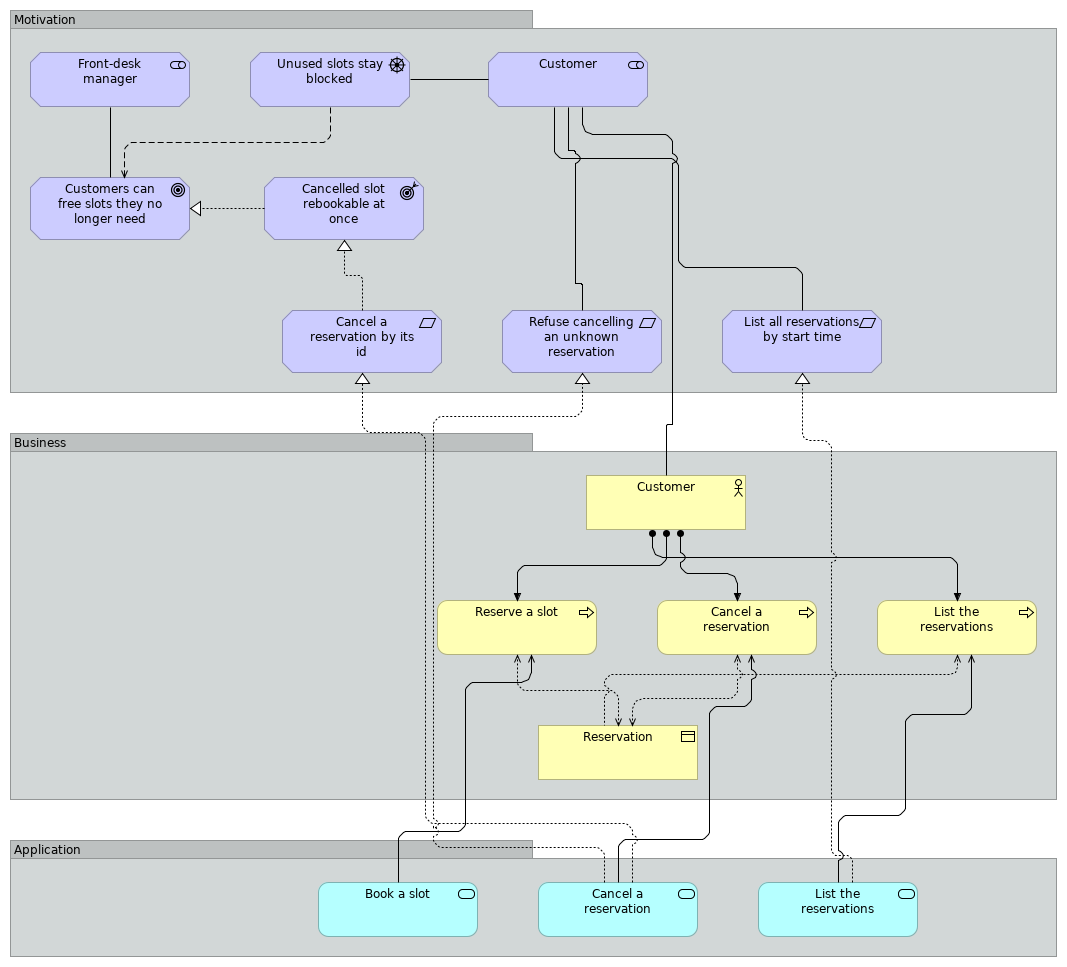 Motivation
Front-desk
manager
Unused slots stay
blocked
Customer
Customers can
free slots they no
longer need
Cancelled slot
rebookable at
once
Cancel a
reservation by its
id
Refuse cancelling
an unknown
reservation
List all reservations
by start time
Business
Customer
Reserve a slot
Cancel a
reservation
List the
reservations
Reservation
Application
Book a slot
Cancel a
reservation
List the
reservations